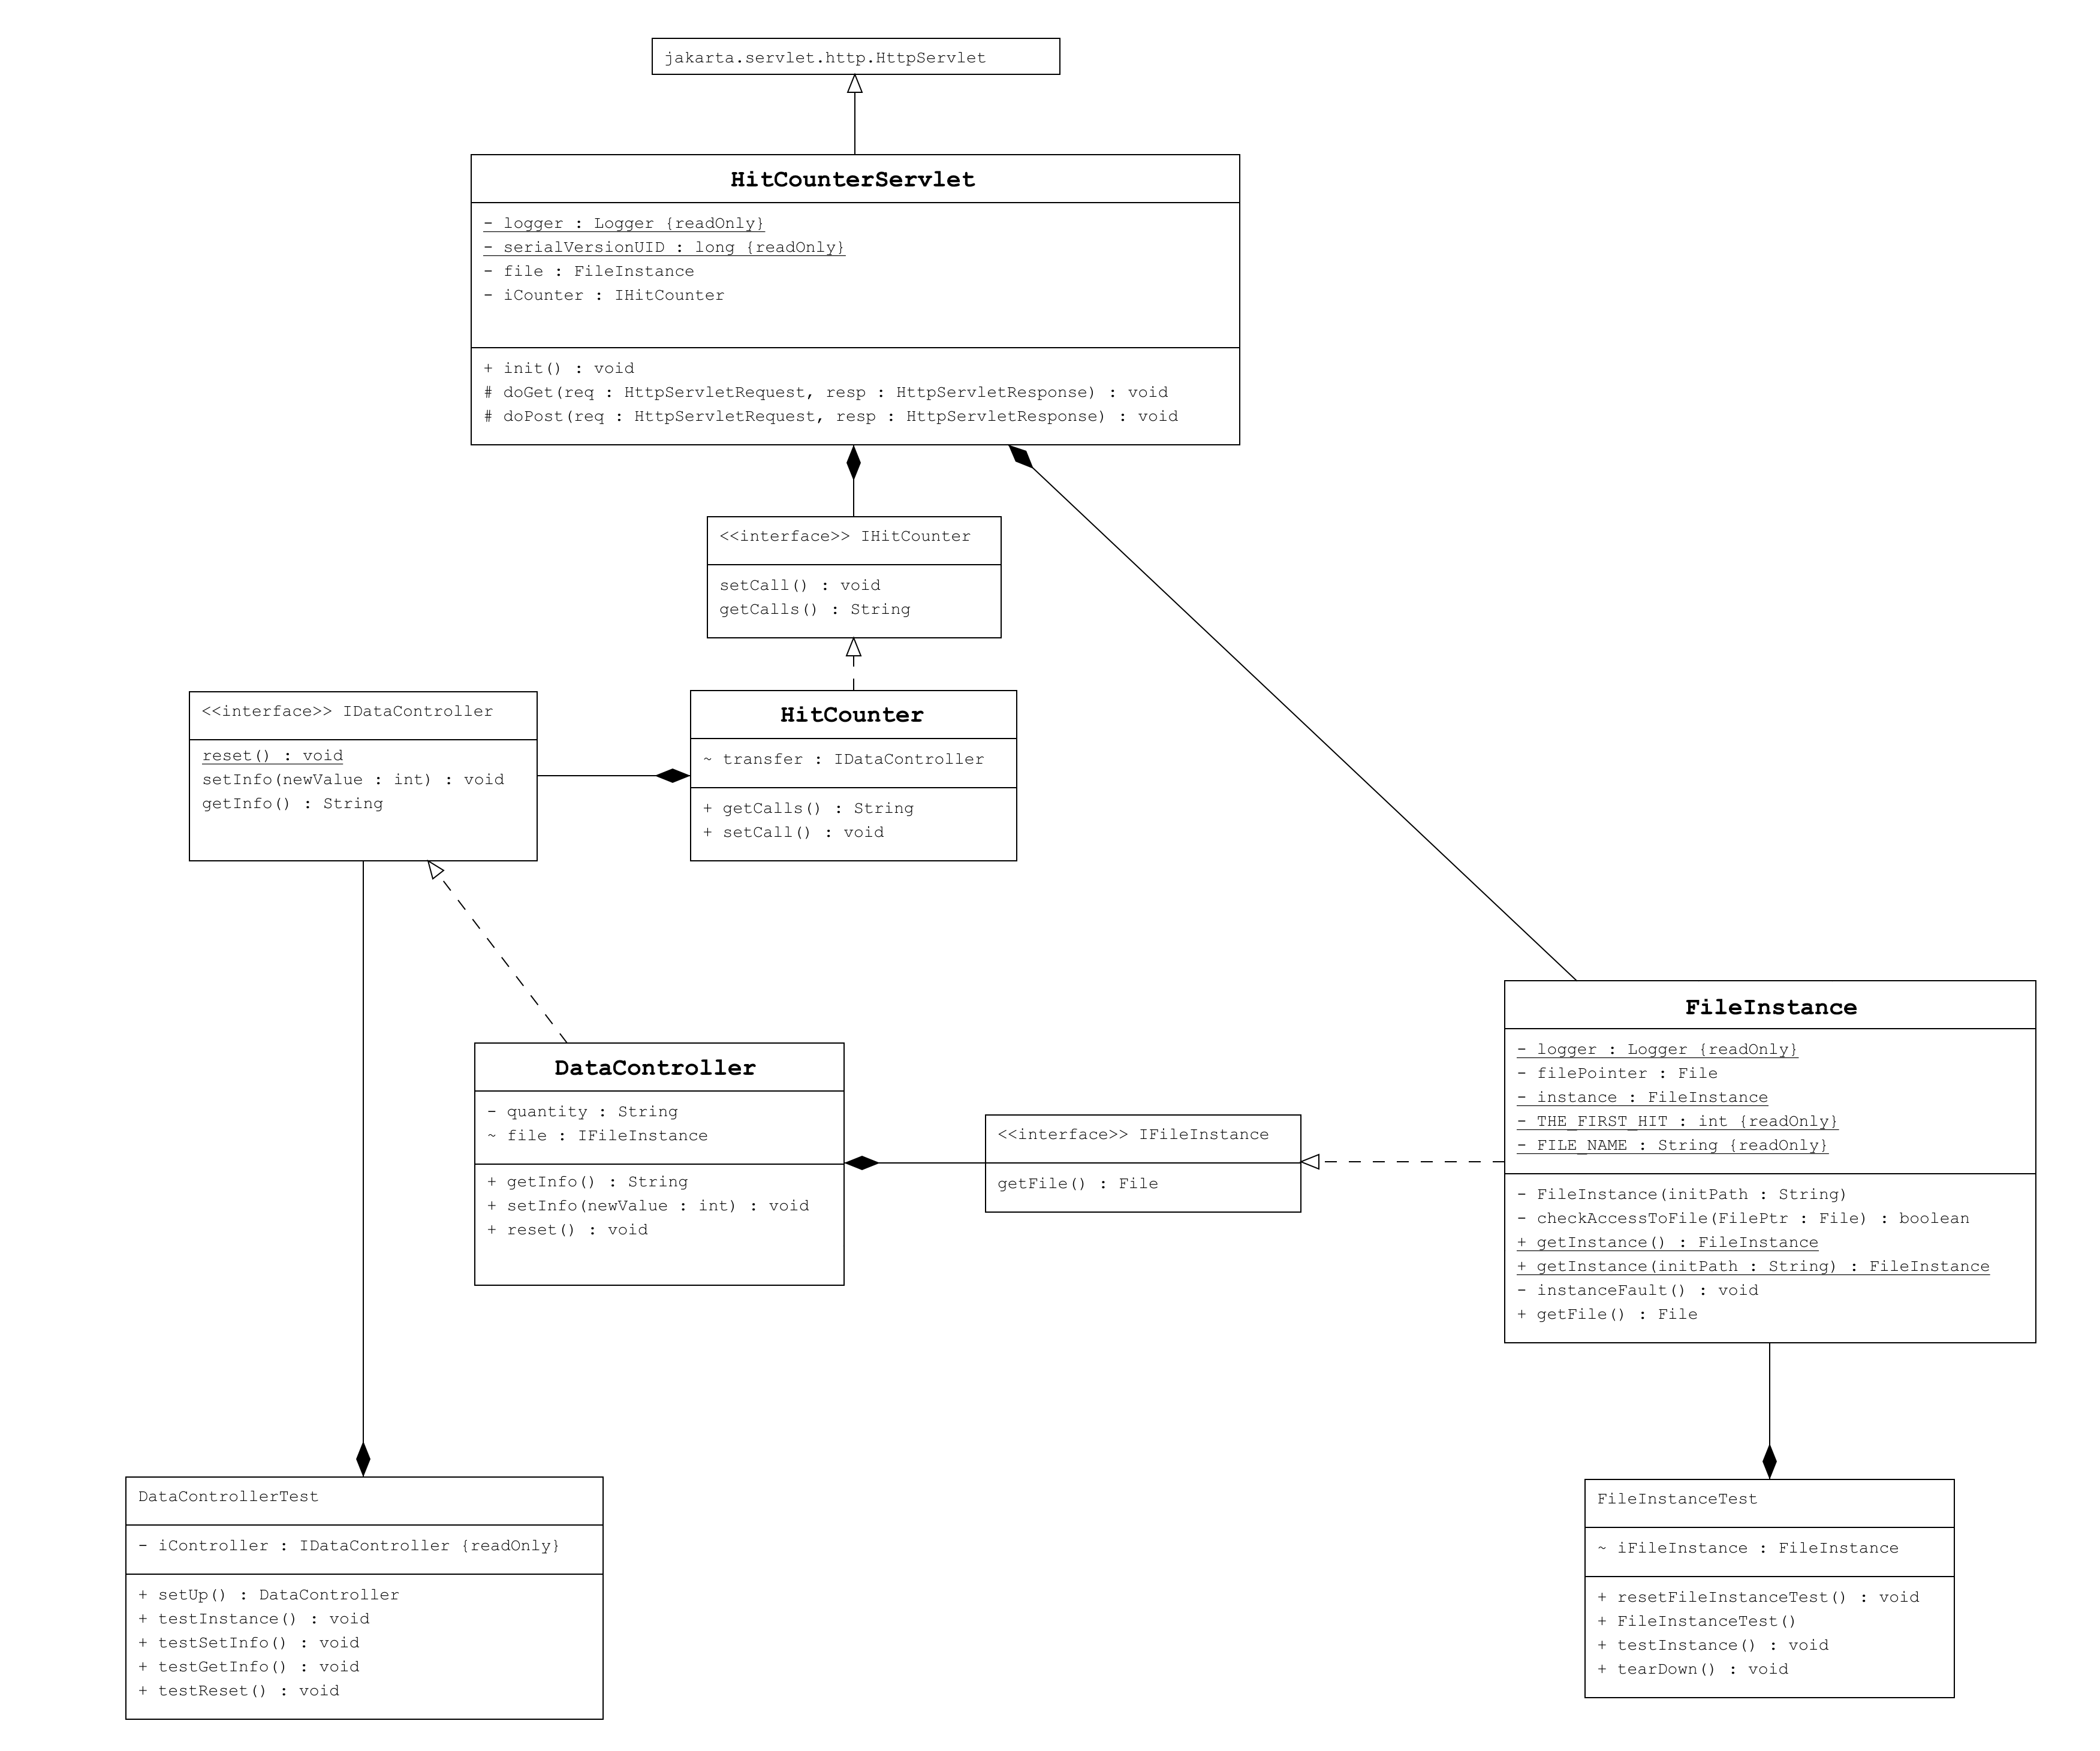 jakarta.servlet.http.HttpServlet
HitCounterServlet
- logger : Logger {readOnly}
- serialVersionUID : long {readOnly}
- file : FileInstance
- iCounter : IHitCounter
+ init() : void
# doGet(req : HttpServletRequest, resp : HttpServletResponse) : void
# doPost(req : HttpServletRequest, resp : HttpServletResponse) : void
<<interface>> IHitCounter
setCall() : void
getCalls() : String
<<interface>> IDataController
reset() : void
setInfo(newValue : int) : void
getInfo() : String
HitCounter
~ transfer : IDataController
+ getCalls() : String
+ setCall() : void
DataController
- quantity : String
~ file : IFileInstance
+ getInfo() : String
+ setInfo(newValue : int) : void
+ reset() : void
<<interface>> IFileInstance
getFile() : File
FileInstance
- logger : Logger {readOnly}
- filePointer : File
- instance : FileInstance
- THE_FIRST_HIT : int {readOnly}
- FILE_NAME : String {readOnly}
- FileInstance(initPath : String)
- checkAccessToFile(FilePtr : File) : boolean
+ getInstance() : FileInstance
+ getInstance(initPath : String) : FileInstance
- instanceFault() : void
+ getFile() : File
DataControllerTest
- iController : IDataController {readOnly}
+ setUp() : DataController
+ testInstance() : void
+ testSetInfo() : void
+ testGetInfo() : void
+ testReset() : void
FileInstanceTest
~ iFileInstance : FileInstance
+ resetFileInstanceTest() : void
+ FileInstanceTest()
+ testInstance() : void
+ tearDown() : void